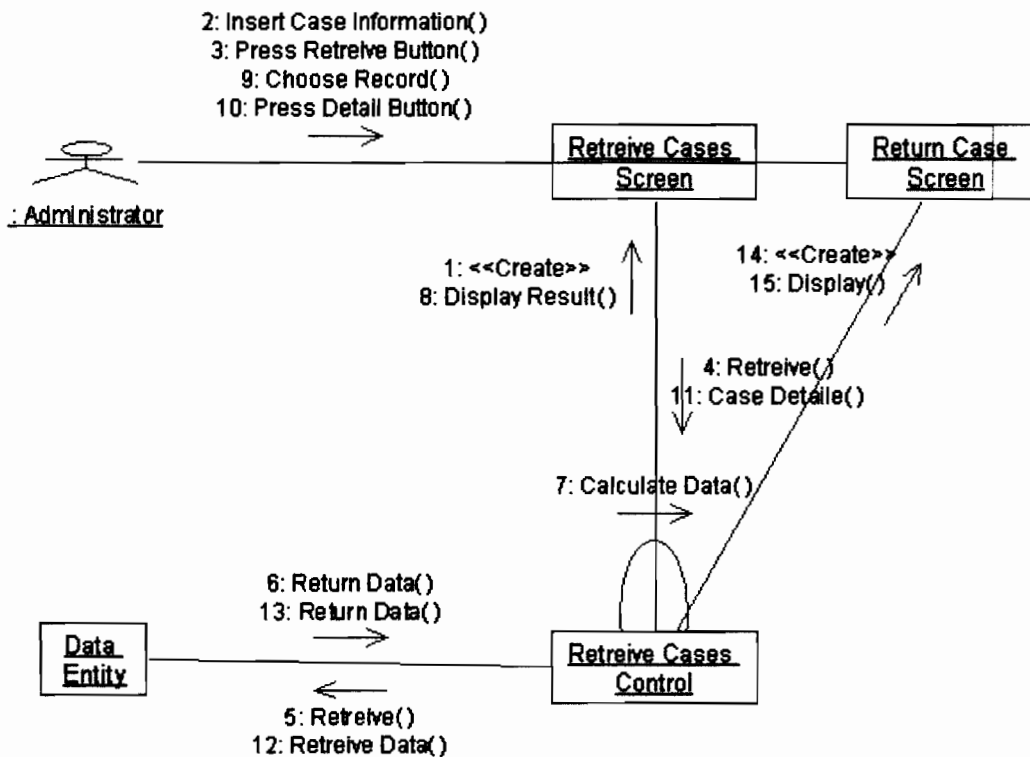 2: Insert Case Information()
3: Press Retreive Button()
9: Choose Record()
10: Press Detail Button()
Retreive Cases
Screen
Return Case
Screen
: Administrator
1: «Create»
8: Display Result()
14: «Create»
15: Display()
4: Retreive()
11: Case Detaile()
7: Calculate Data()
6: Return Data()
13: Return Data()
Data
Entity
Retreive Cases
Control
5: Retreive()
12: Retreive Data()